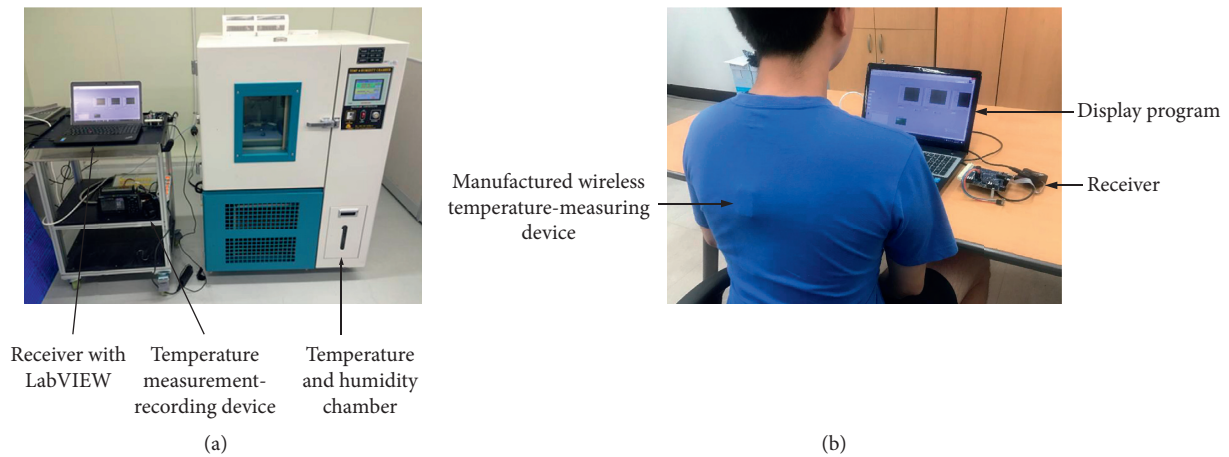 Display program
Receiver
Manufactured wireless
temperature-measuring
device
Receiver with
LabVIEW
Temperature
measurement-
recording device
Temperature
and humidity
chamber
(a)
(b)